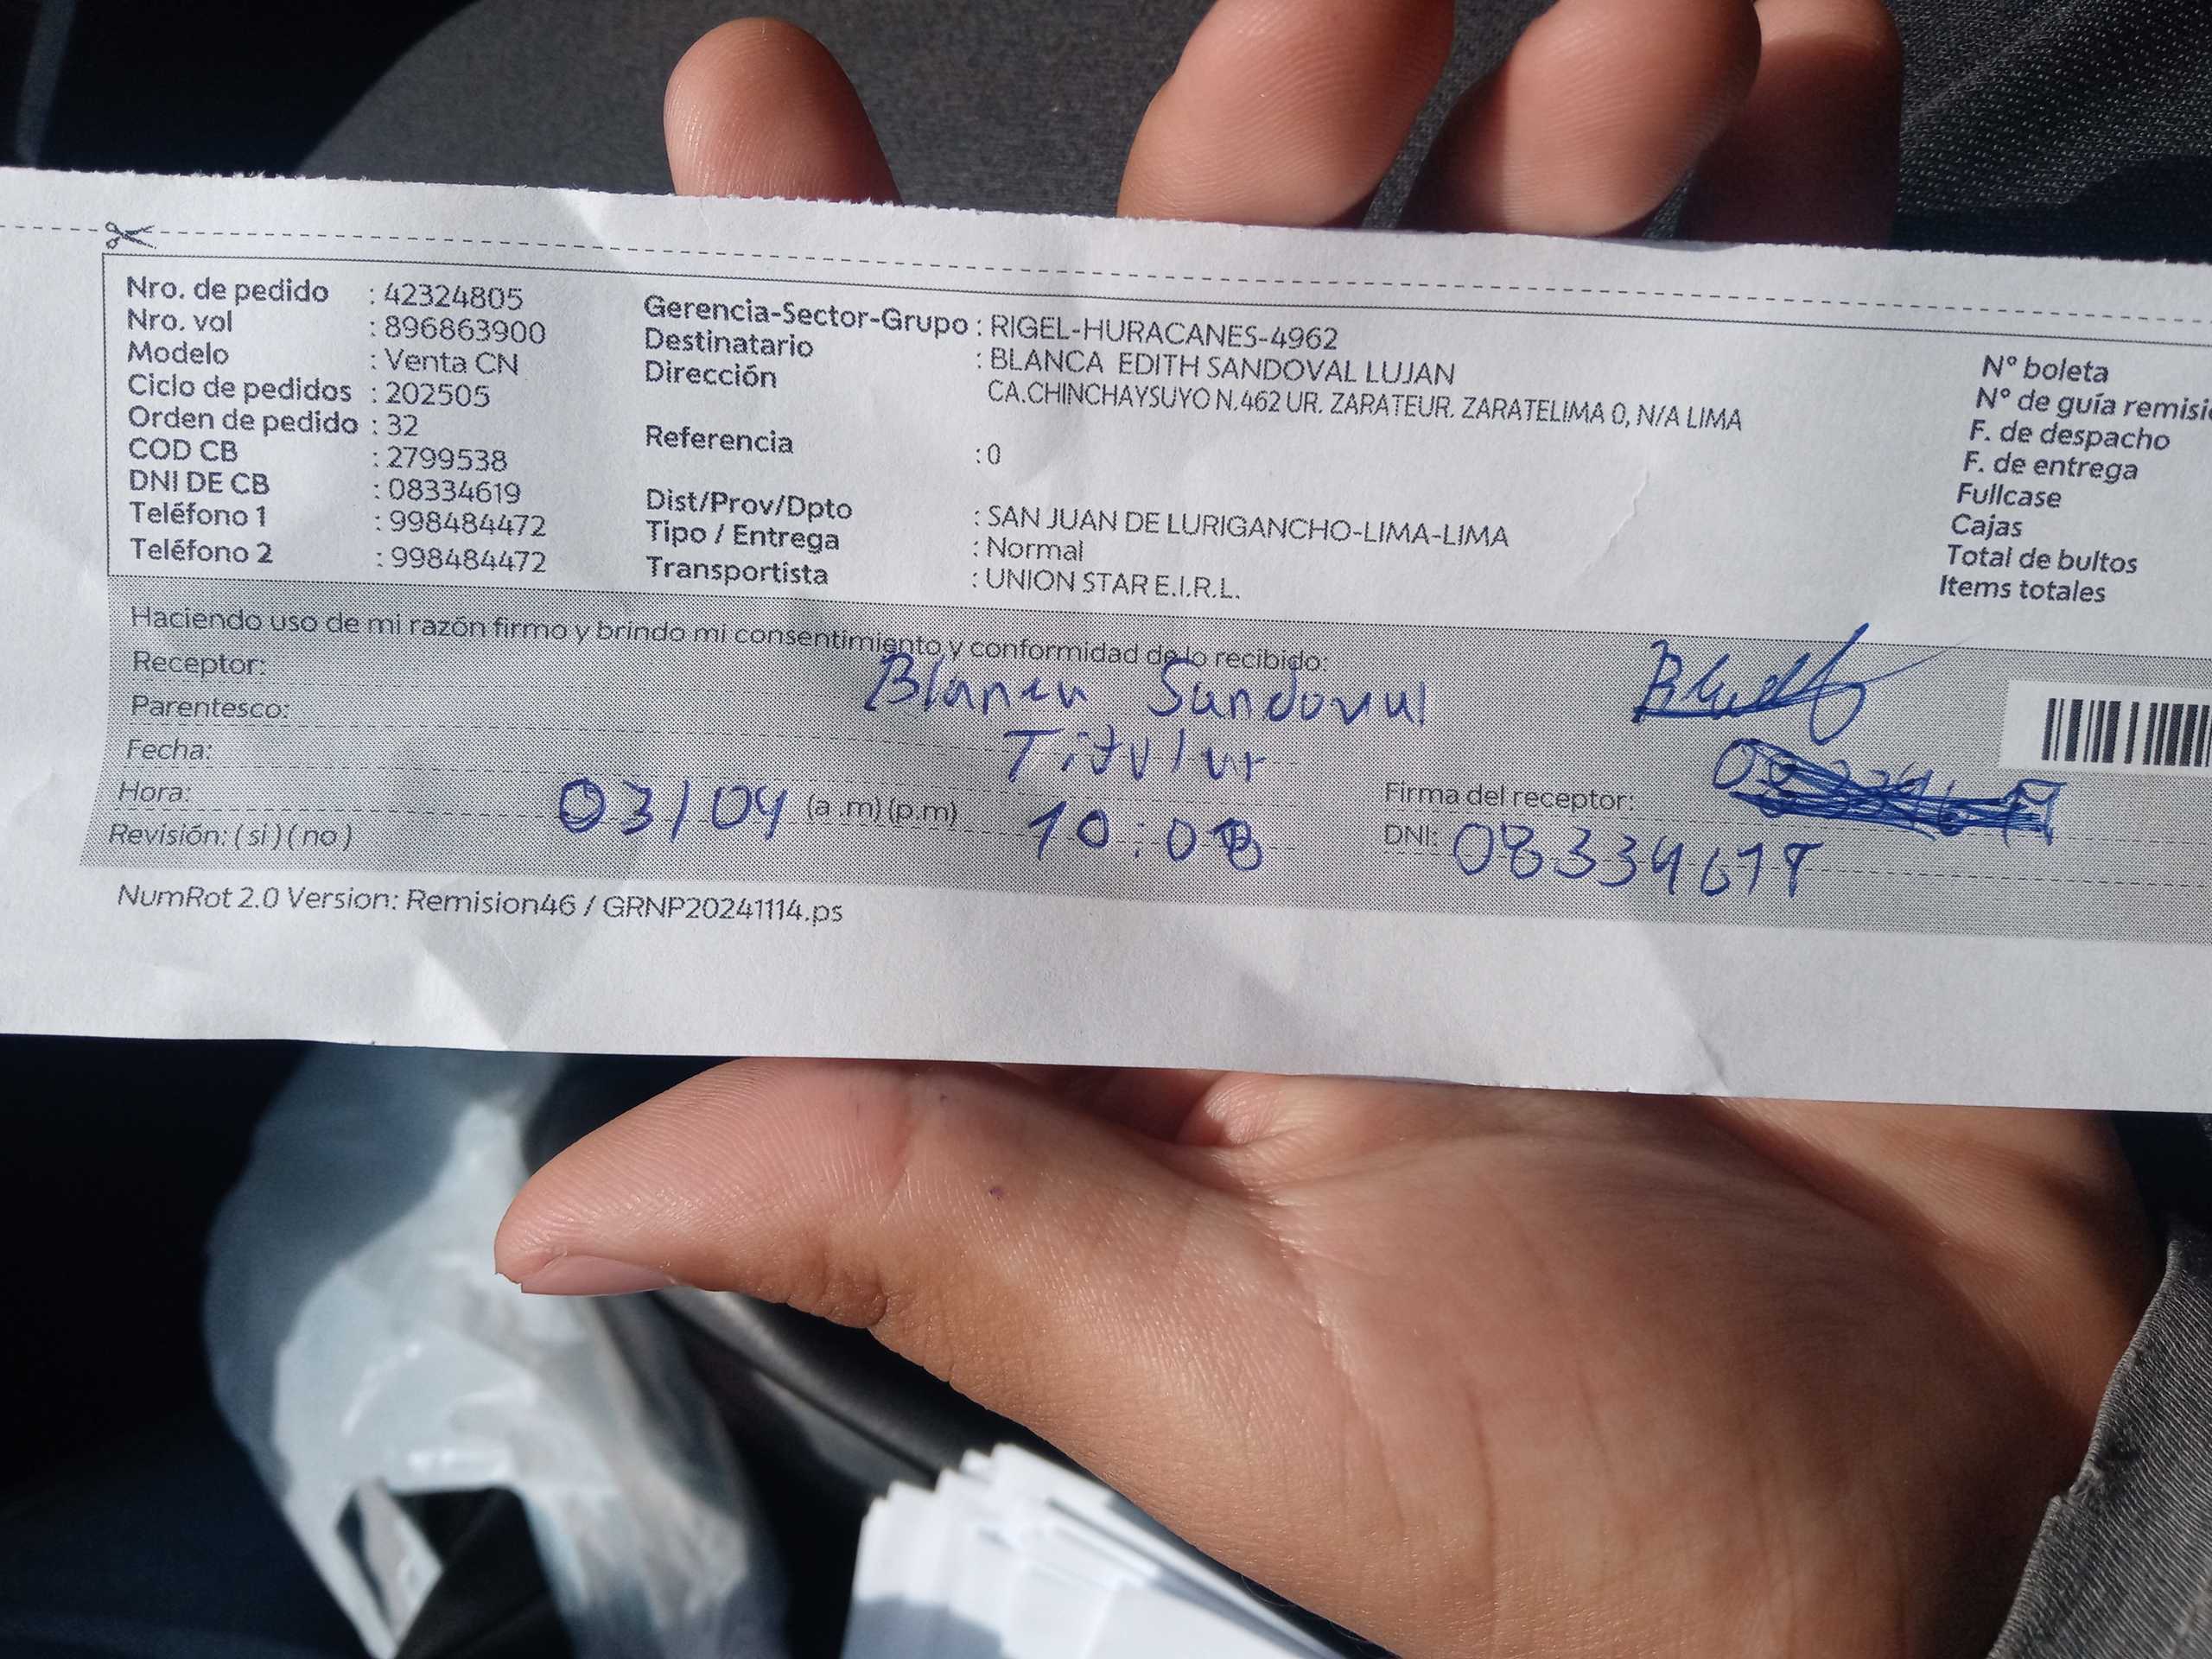 Nro. de pedido : 42324805
Nro. vol : 896863900
Modelo : Venta CN
Ciclo de pedidos : 202505
Orden de pedido : 32
COD CB : 2799538
DNI DE CB : 08334619
Teléfono 1 : 998484472
Teléfono 2 : 998484472
Gerencia-Sector-Grupo : RIGEL-HURACANES-4962
Destinatario : BLANCA EDITH SANDOVAL LUJAN
Dirección CA.CHINCHAYSUYO N.462 UR. ZARATEUR. ZARATELIMA 0, N/A LIMA
Referencia : 0
Dist/Prov/Dpto : SAN JUAN DE LURIGANCHO-LIMA-LIMA
Tipo / Entrega : Normal
Transportista : UNION STAR E.I.R.L.
N° boleta
N° de guía remisi
F. de despacho
F. de entrega
Fullcase
Cajas
Total de bultos
Items totales
Haciendo uso de mi razón firmo y brindo mi consentimiento y conformidad de lo recibido:
Receptor: Blanca Sandoval
Parentesco: Titular
Fecha: 03/04
Hora: (a.m) (p.m) 10:08
Revisión: ( si ) ( no )
Firma del receptor:
DNI: 08334619
NumRot 2.0 Version: Remision46 / GRNP20241114.ps